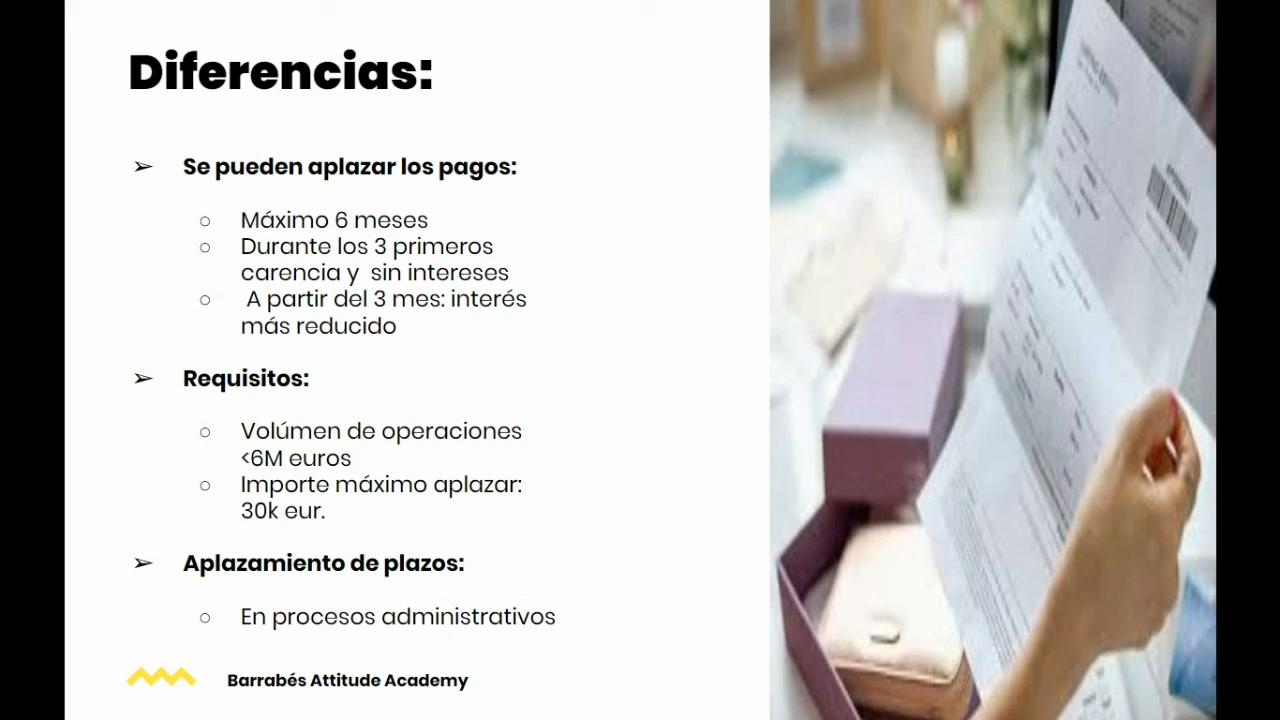 Diferencias:
➢ Se pueden aplazar los pagos:
○ Máximo 6 meses
○ Durante los 3 primeros
carencia y  sin intereses
○  A partir del 3 mes: interés
más reducido
➢ Requisitos:
○ Volúmen de operaciones
<6M euros
○ Importe máximo aplazar:
30k eur.
➢ Aplazamiento de plazos:
○ En procesos administrativos
Barrabés Attitude Academy